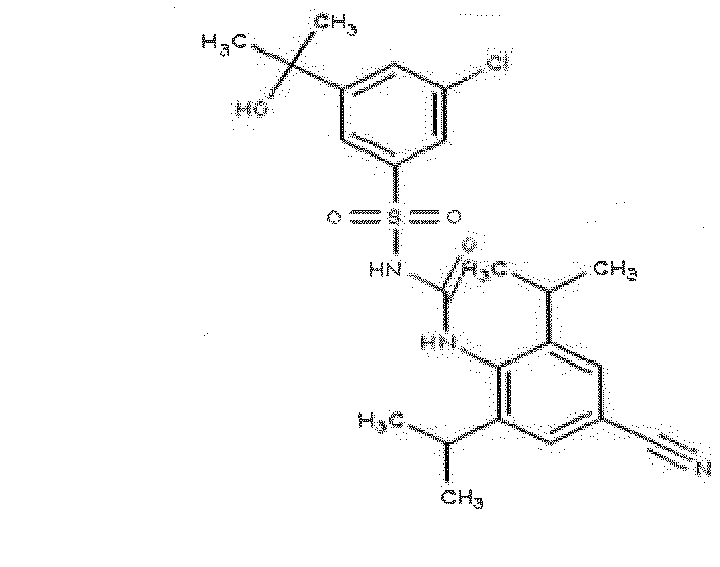 CH3
H3C
Cl
HO
O S O
O
HN H3C CH3
HN
H3C
N
CH3